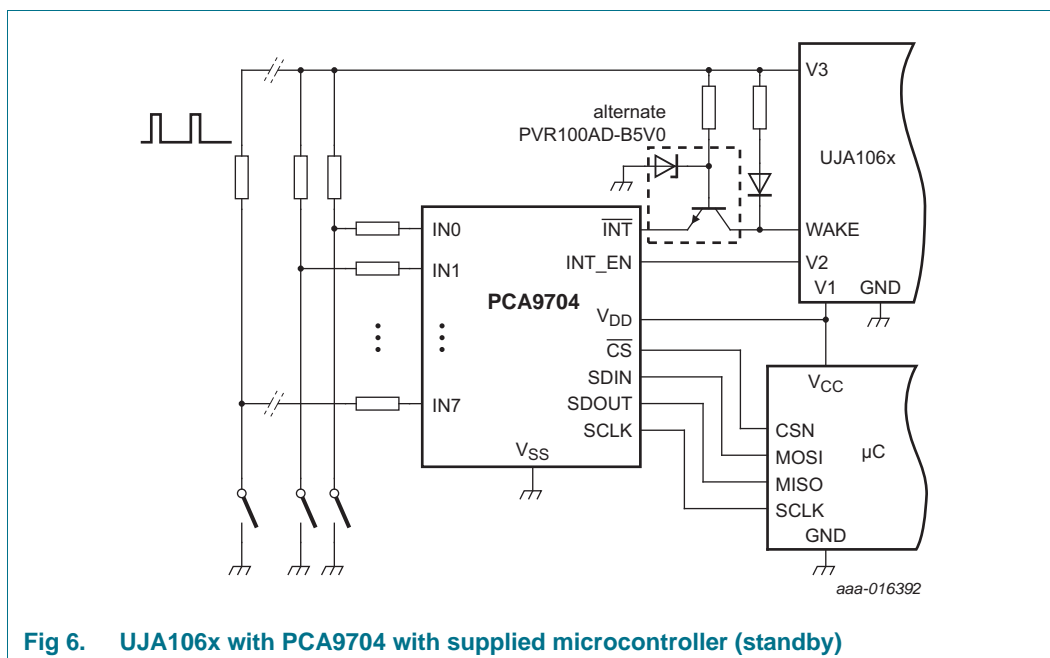 alternate
PVR100AD-B5V0
V3
UJA106x
WAKE
V2
V1
GND
IN0
IN1
IN7
PCA9704
INT
INT_EN
VDD
CS
SDIN
SDOUT
SCLK
VSS
VCC
CSN
MOSI
MISO
SCLK
µC
GND
aaa-016392
Fig 6. UJA106x with PCA9704 with supplied microcontroller (standby)